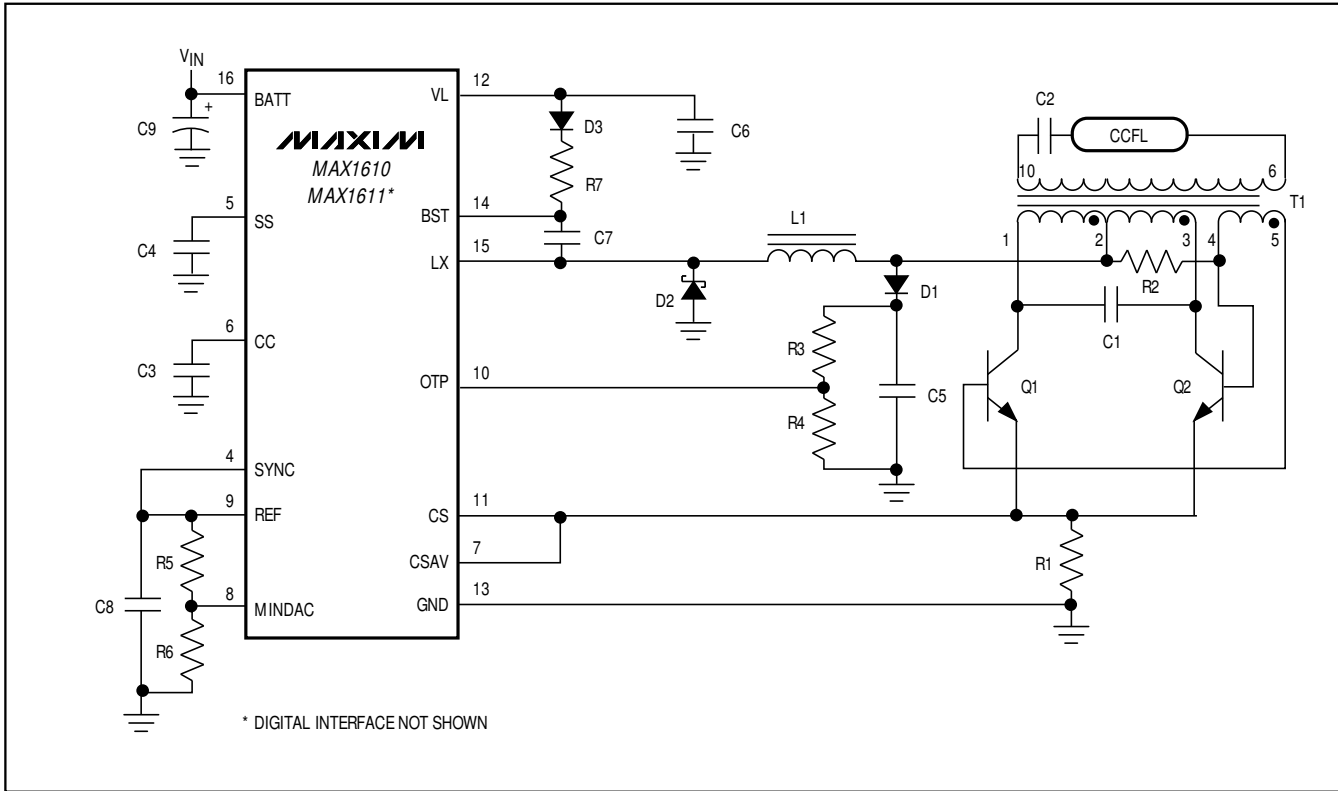 VIN
16
BATT
C9
+
MAXIM
MAX1610
MAX1611*
12
VL
D3
C6
R7
14
BST
C7
15
LX
5
SS
C4
6
CC
C3
10
OTP
4
SYNC
9
REF
R5
8
MINDAC
C8
R6
11
CS
7
CSAV
13
GND
D2
L1
D1
R3
R4
C5
C2
CCFL
10
6
T1
1
2
3
4
5
R2
C1
Q1
Q2
R1
* DIGITAL INTERFACE NOT SHOWN